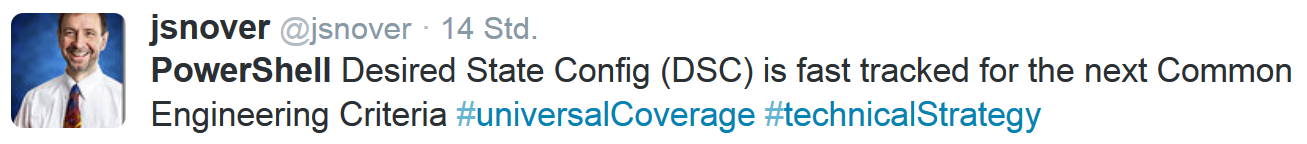 jsnover @jsnover · 14 Std.
PowerShell Desired State Config (DSC) is fast tracked for the next Common
Engineering Criteria #universalCoverage #technicalStrategy